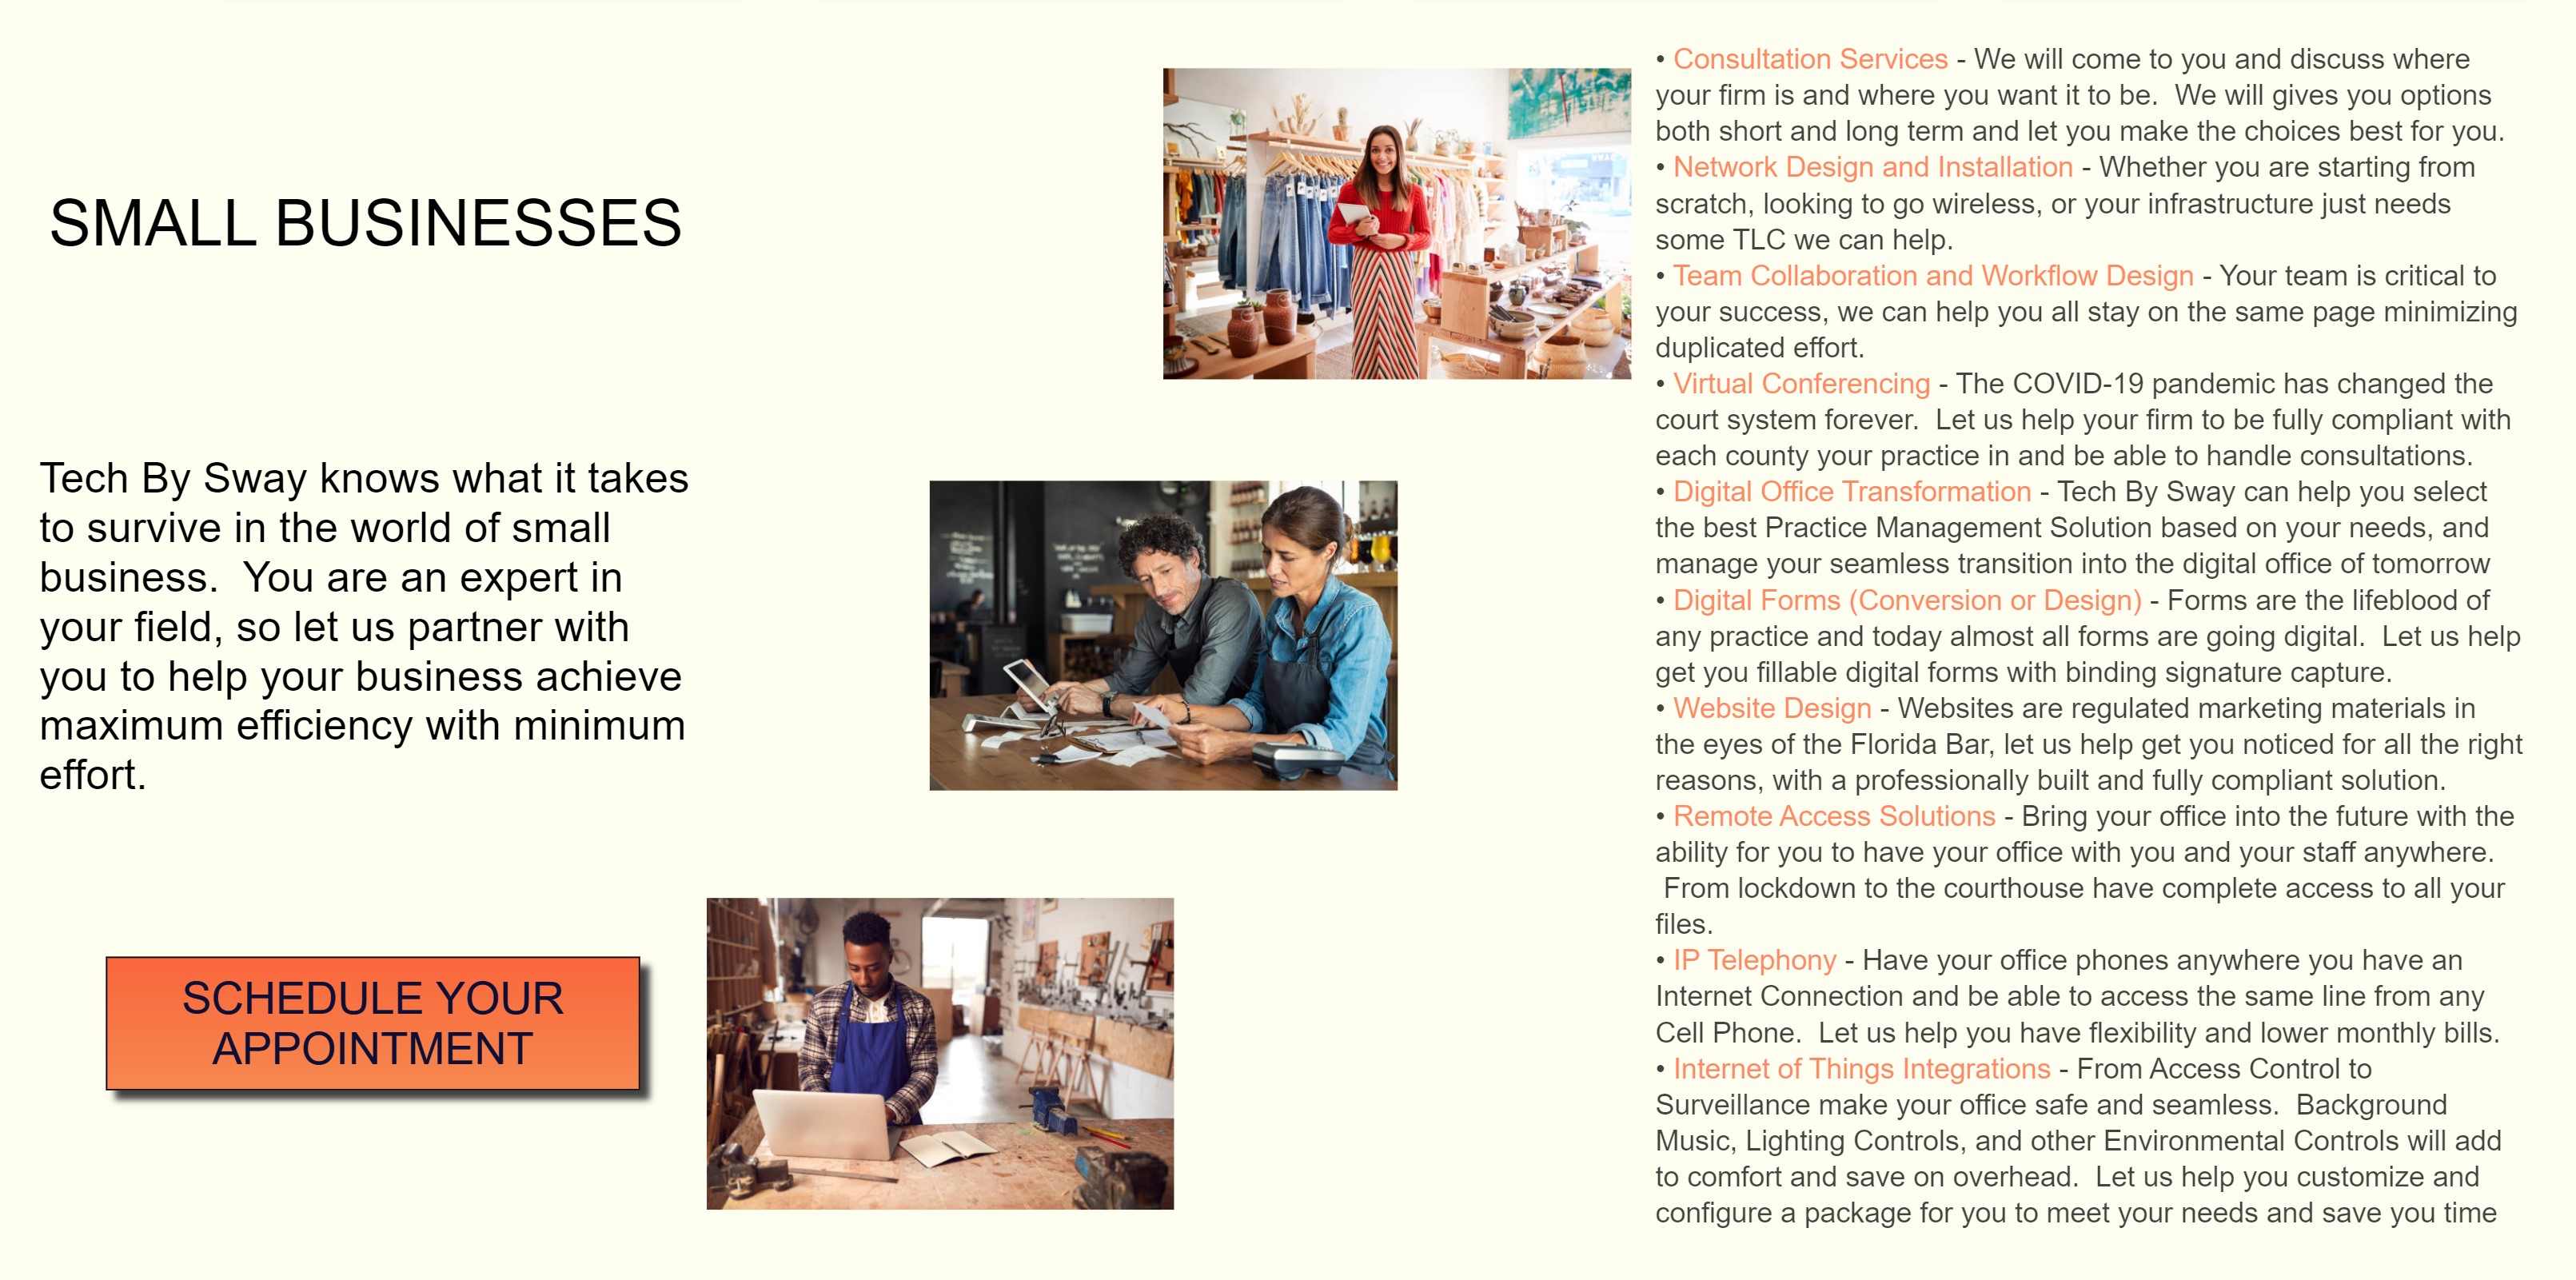 SMALL BUSINESSES
Tech By Sway knows what it takes
to survive in the world of small
business.  You are an expert in
your field, so let us partner with
you to help your business achieve
maximum efficiency with minimum
effort.
SCHEDULE YOUR
APPOINTMENT
• Consultation Services - We will come to you and discuss where
your firm is and where you want it to be.  We will gives you options
both short and long term and let you make the choices best for you.
• Network Design and Installation - Whether you are starting from
scratch, looking to go wireless, or your infrastructure just needs
some TLC we can help.
• Team Collaboration and Workflow Design - Your team is critical to
your success, we can help you all stay on the same page minimizing
duplicated effort.
• Virtual Conferencing - The COVID-19 pandemic has changed the
court system forever.  Let us help your firm to be fully compliant with
each county your practice in and be able to handle consultations.
• Digital Office Transformation - Tech By Sway can help you select
the best Practice Management Solution based on your needs, and
manage your seamless transition into the digital office of tomorrow
• Digital Forms (Conversion or Design) - Forms are the lifeblood of
any practice and today almost all forms are going digital.  Let us help
get you fillable digital forms with binding signature capture.
• Website Design - Websites are regulated marketing materials in
the eyes of the Florida Bar, let us help get you noticed for all the right
reasons, with a professionally built and fully compliant solution.
• Remote Access Solutions - Bring your office into the future with the
ability for you to have your office with you and your staff anywhere.
From lockdown to the courthouse have complete access to all your
files.
• IP Telephony - Have your office phones anywhere you have an
Internet Connection and be able to access the same line from any
Cell Phone.  Let us help you have flexibility and lower monthly bills.
• Internet of Things Integrations - From Access Control to
Surveillance make your office safe and seamless.  Background
Music, Lighting Controls, and other Environmental Controls will add
to comfort and save on overhead.  Let us help you customize and
configure a package for you to meet your needs and save you time